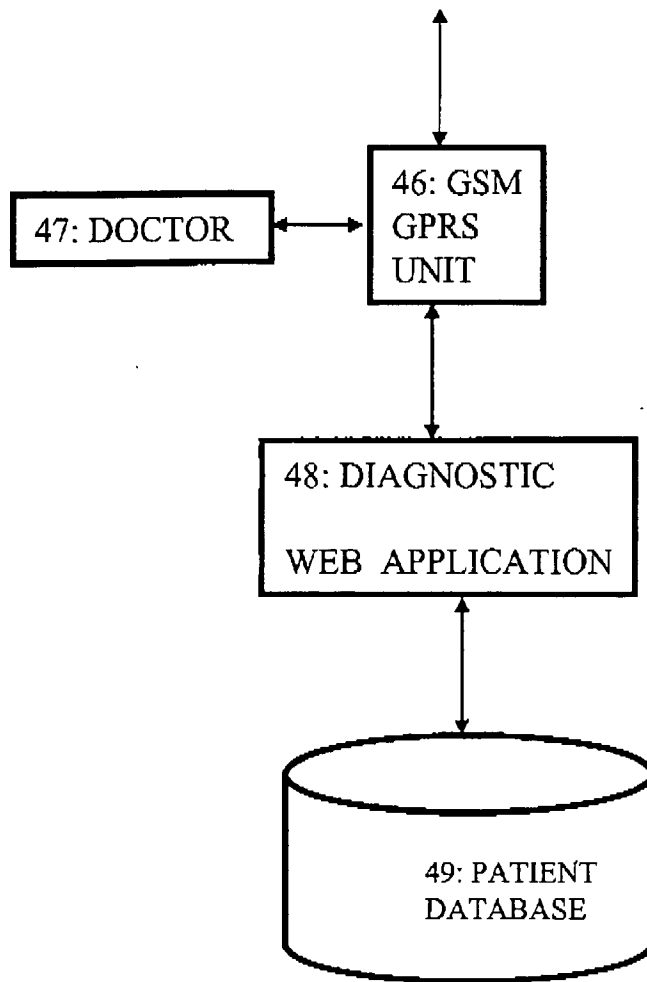 46: GSM
GPRS
UNIT
47: DOCTOR
48: DIAGNOSTIC
WEB APPLICATION
49: PATIENT
DATABASE